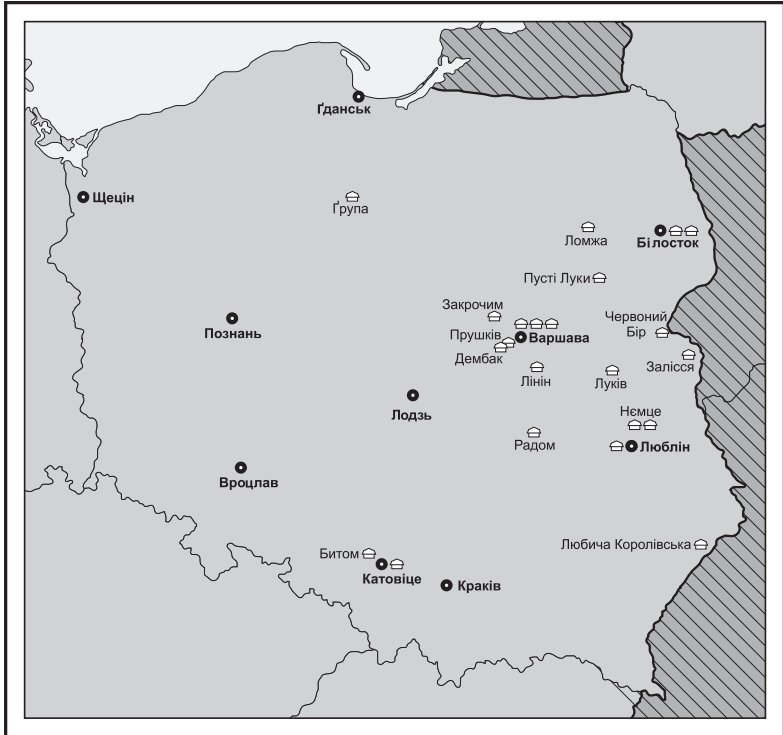 Ґданськ
Щецін
Ґрупа
Ломжа
Білосток
Пусті Луки
Закрочим
Червоний
Бір
Познань
Прушків
Варшава
Дембак
Залісся
Лінін
Луків
Лодзь
Нємце
Радом
Люблін
Вроцлав
Любича Королівська
Битом
Катовіце
Краків